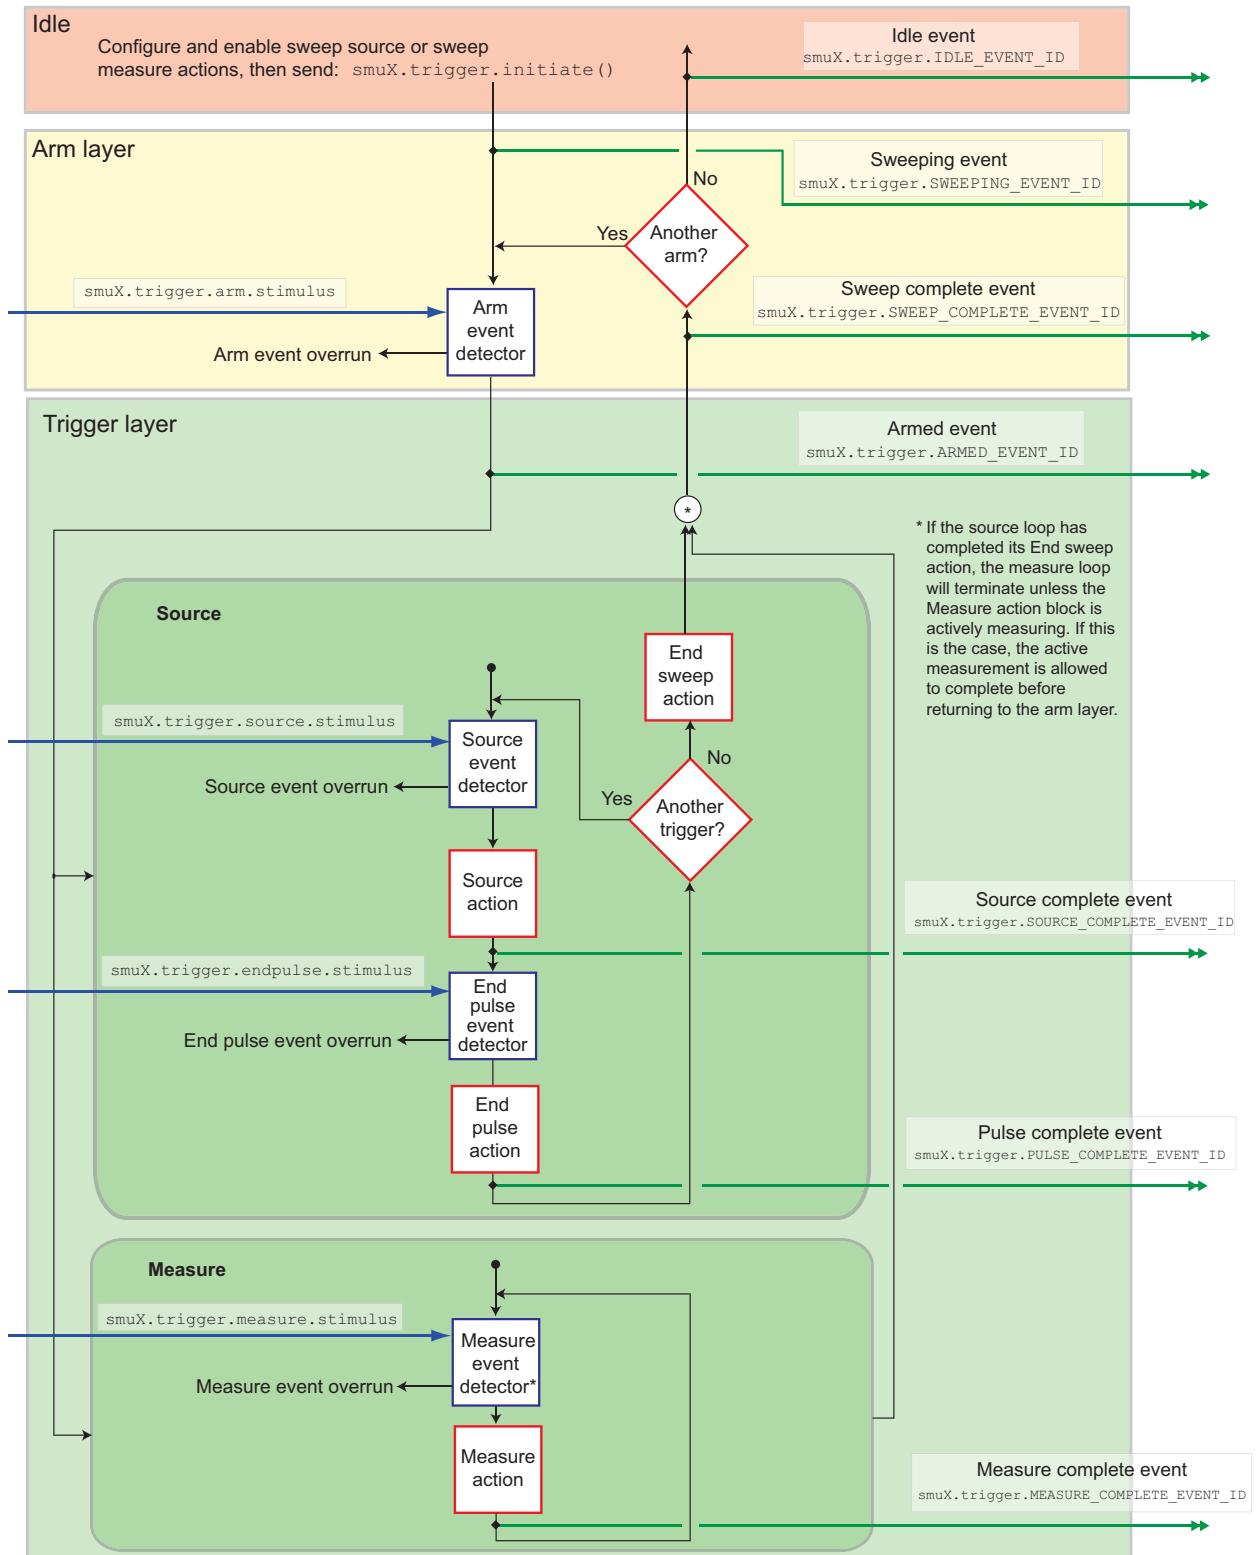 Idle
Configure and enable sweep source or sweep
measure actions, then send: smuX.trigger.initiate()
Idle event
smuX.trigger.IDLE_EVENT_ID
Arm layer
Sweeping event
smuX.trigger.SWEEPING_EVENT_ID
No
Yes
Another
arm?
smuX.trigger.arm.stimulus
Arm
event
detector
Arm event overrun
Sweep complete event
smuX.trigger.SWEEP_COMPLETE_EVENT_ID
Trigger layer
Armed event
smuX.trigger.ARMED_EVENT_ID
*
* If the source loop has
completed its End sweep
action, the measure loop
will terminate unless the
Measure action block is
actively measuring. If this
is the case, the active
measurement is allowed
to complete before
returning to the arm layer.
Source
End
sweep
action
smuX.trigger.source.stimulus
Source
event
detector
Source event overrun
No
Yes
Another
trigger?
Source
action
Source complete event
smuX.trigger.SOURCE_COMPLETE_EVENT_ID
smuX.trigger.endpulse.stimulus
End
pulse
event
detector
End pulse event overrun
End
pulse
action
Pulse complete event
smuX.trigger.PULSE_COMPLETE_EVENT_ID
Measure
smuX.trigger.measure.stimulus
Measure
event
detector*
Measure event overrun
Measure
action
Measure complete event
smuX.trigger.MEASURE_COMPLETE_EVENT_ID